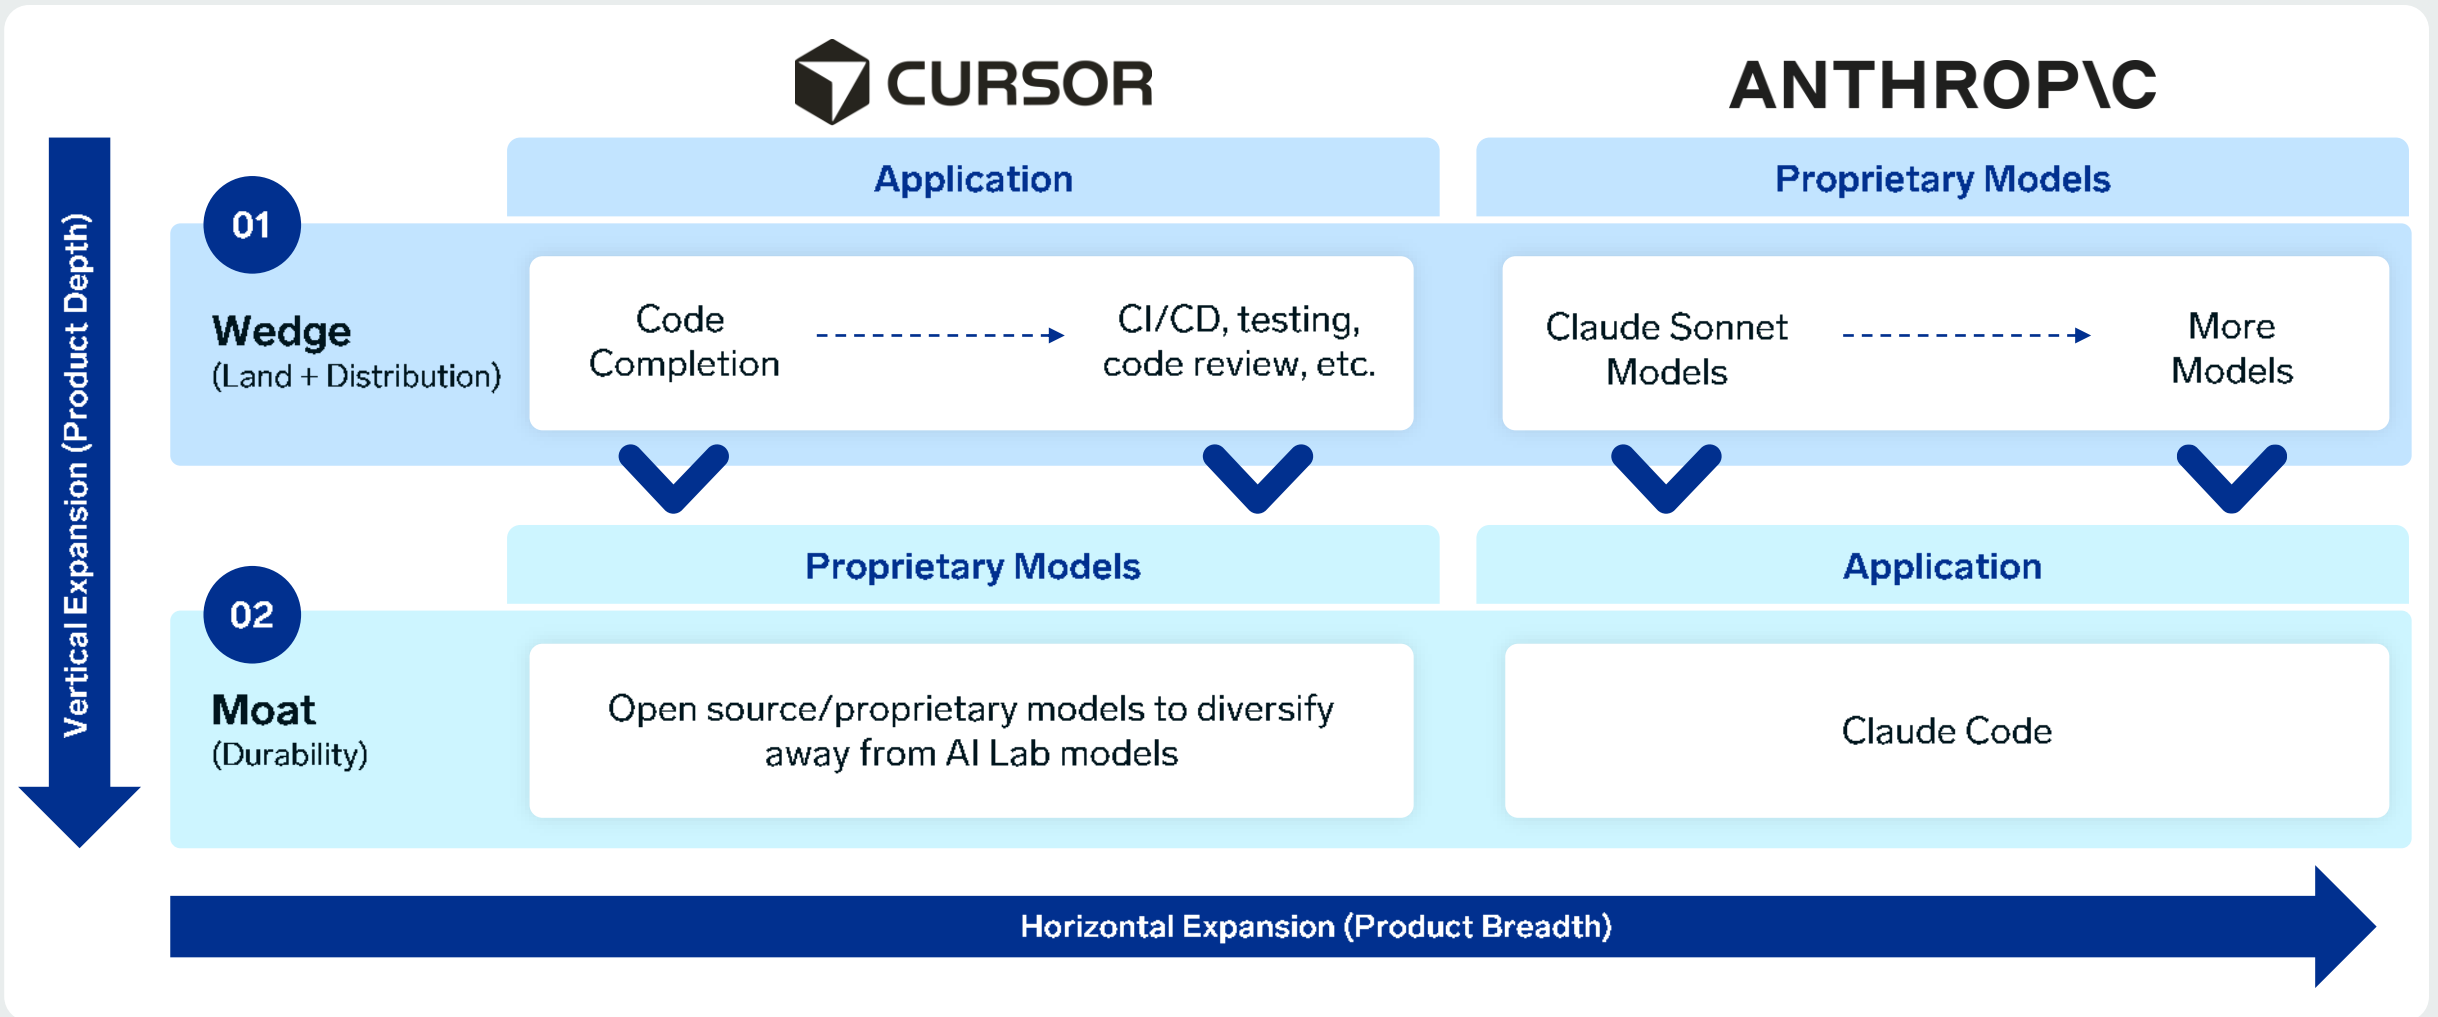 CURSOR
ANTHROP\C
Application
Proprietary Models
01
Wedge
(Land + Distribution)
Code
Completion
CI/CD, testing,
code review, etc.
Claude Sonnet
Models
More
Models
Proprietary Models
Application
02
Moat
(Durability)
Open source/proprietary models to diversify
away from AI Lab models
Claude Code
Vertical Expansion (Product Depth)
Horizontal Expansion (Product Breadth)